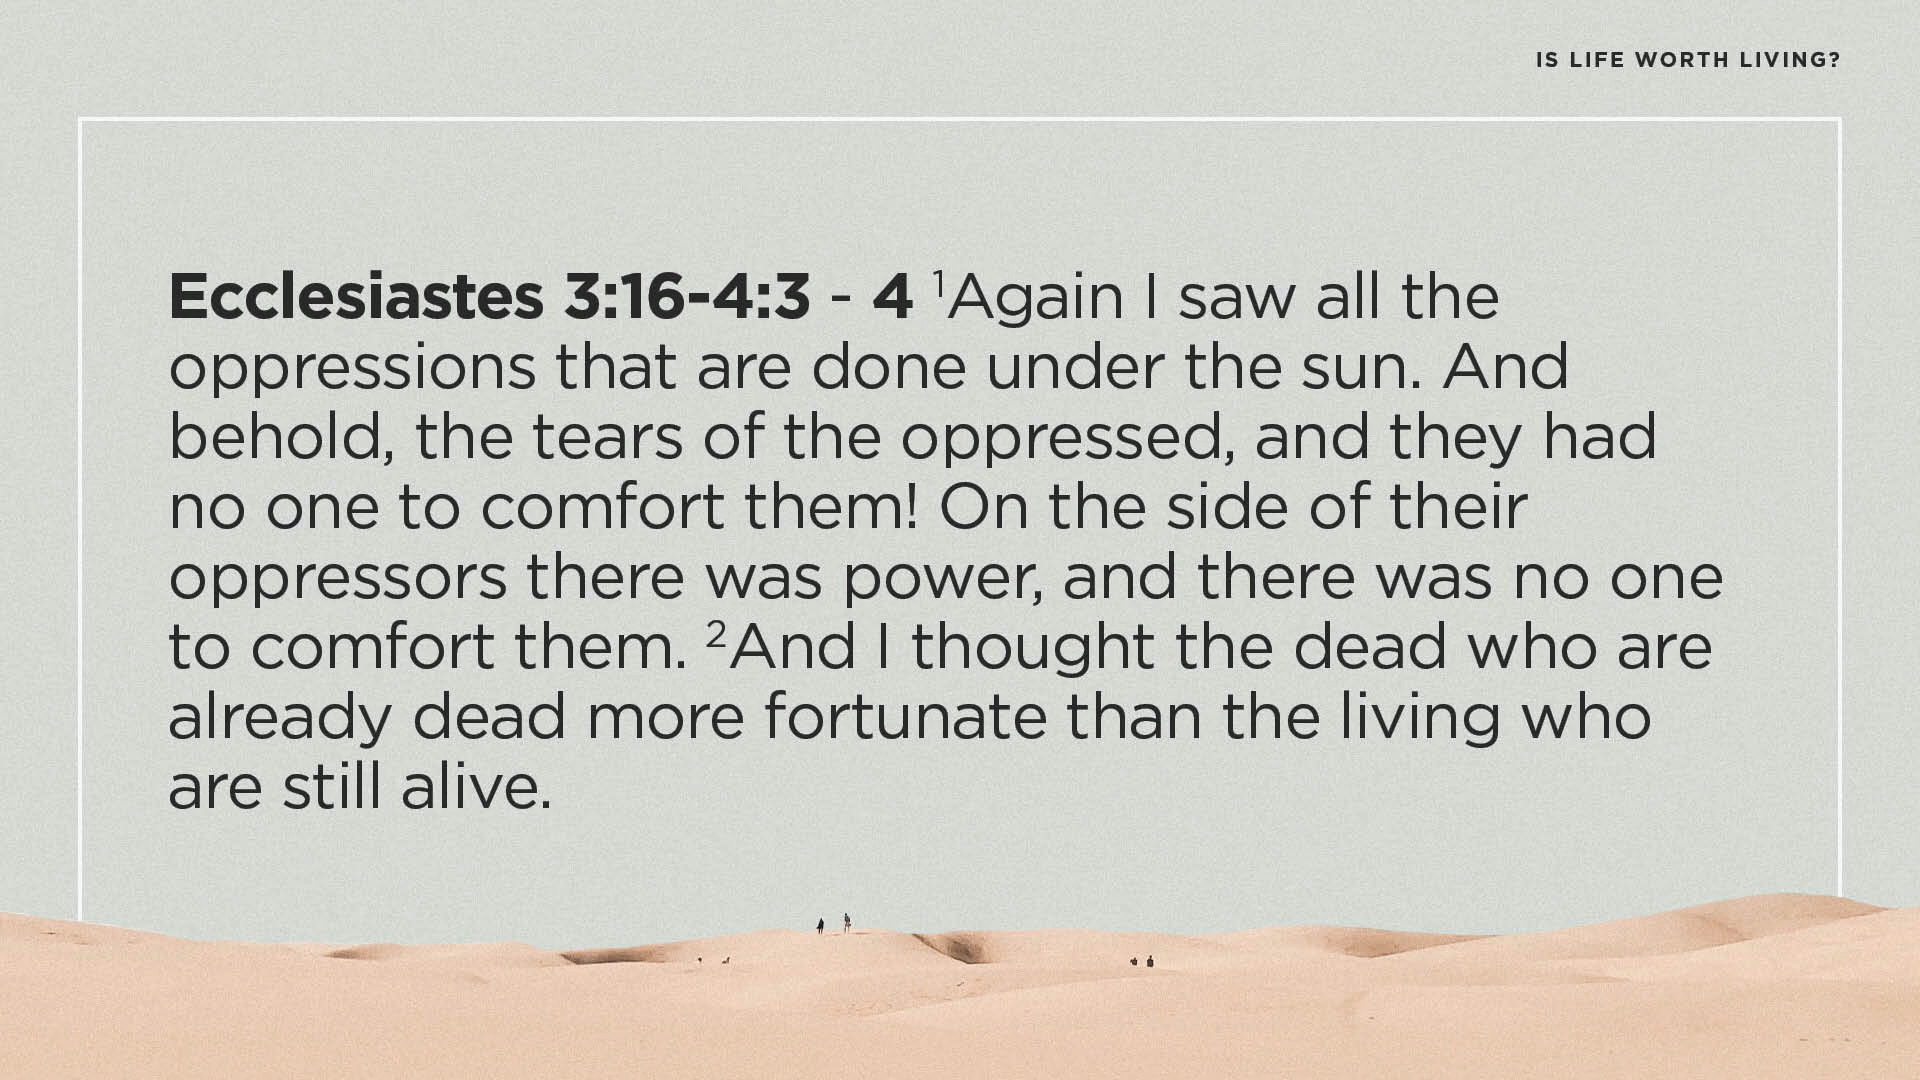 IS LIFE WORTH LIVING?
Ecclesiastes 3:16-4:3 - 4 ¹Again I saw all the
oppressions that are done under the sun. And
behold, the tears of the oppressed, and they had
no one to comfort them! On the side of their
oppressors there was power, and there was no one
to comfort them. ²And I thought the dead who are
already dead more fortunate than the living who
are still alive.